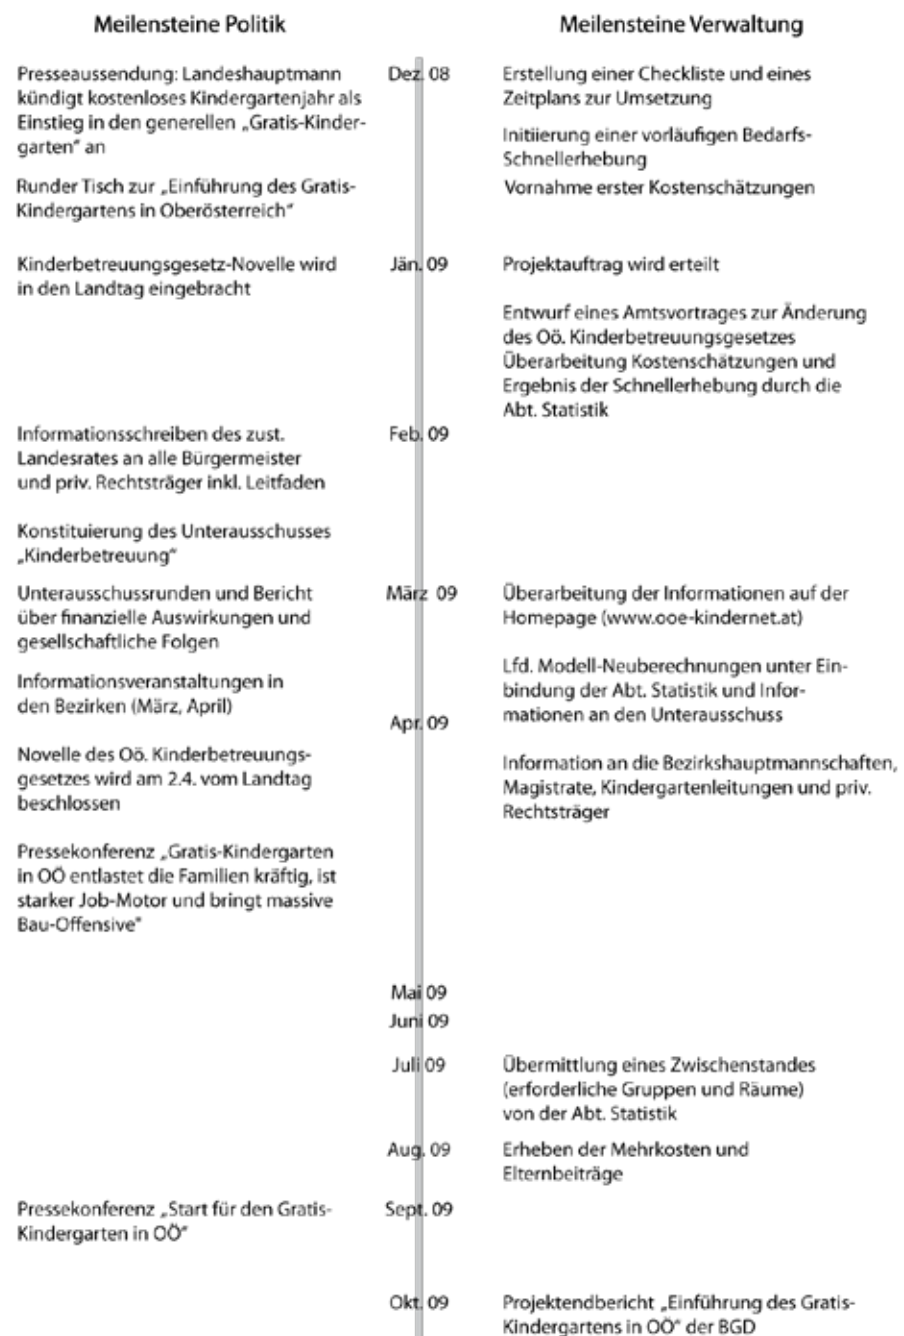 Meilensteine Politik
Meilensteine Verwaltung
Presseaussendung: Landeshauptmann
kündigt kostenloses Kindergartenjahr als
Einstieg in den generellen „Gratis-Kinder-
garten“ an
Runder Tisch zur „Einführung des Gratis-
Kindergartens in Oberösterreich“
Dez. 08
Erstellung einer Checkliste und eines
Zeitplans zur Umsetzung
Initiierung einer vorläufigen Bedarfs-
Schnellerhebung
Vornahme erster Kostenschätzungen
Kinderbetreuungsgesetz-Novelle wird
in den Landtag eingebracht
Jän. 09
Projektauftrag wird erteilt
Entwurf eines Amtsvortrages zur Änderung
des Oö. Kinderbetreuungsgesetzes
Überarbeitung Kostenschätzungen und
Ergebnis der Schnellerhebung durch die
Abt. Statistik
Informationsschreiben des zust.
Landesrates an alle Bürgermeister
und priv. Rechtsträger inkl. Leitfaden
Konstituierung des Unterausschusses
„Kinderbetreuung“
Feb. 09
Unterausschussrunden und Bericht
über finanzielle Auswirkungen und
gesellschaftliche Folgen
Informationsveranstaltungen in
den Bezirken (März, April)
März 09
Überarbeitung der Informationen auf der
Homepage (www.ooe-kindernet.at)
Lfd. Modell-Neuberechnungen unter Ein-
bindung der Abt. Statistik und Infor-
mationen an den Unterausschuss
Apr. 09
Novelle des Oö. Kinderbetreuungs-
gesetzes wird am 2.4. vom Landtag
beschlossen
Pressekonferenz „Gratis-Kindergarten
in OÖ entlastet die Familien kräftig, ist
starker Job-Motor und bringt massive
Bau-Offensive“
Information an die Bezirkshauptmannschaften,
Magistrate, Kindergartenleitungen und priv.
Rechtsträger
Mai 09
Juni 09
Juli 09
Übermittlung eines Zwischenstandes
(erforderliche Gruppen und Räume)
von der Abt. Statistik
Aug. 09
Erheben der Mehrkosten und
Elternbeiträge
Pressekonferenz „Start für den Gratis-
Kindergarten in OÖ“
Sept. 09
Okt. 09
Projektendbericht „Einführung des Gratis-
Kindergartens in OÖ“ der BGD